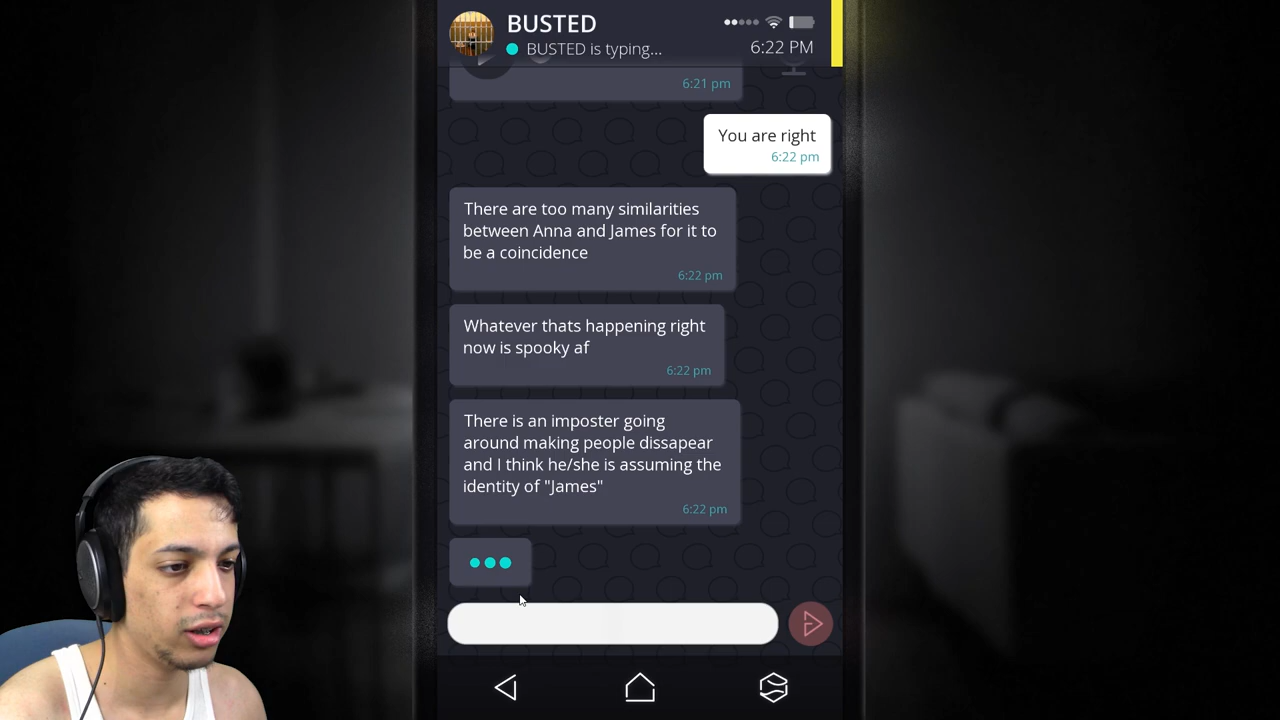 BUSTED
BUSTED is typing...
6:22 PM
6:21 pm
You are right
6:22 pm
There are too many similarities
between Anna and James for it to
be a coincidence
6:22 pm
Whatever thats happening right
now is spooky af
6:22 pm
There is an imposter going
around making people dissapear
and I think he/she is assuming the
identity of "James"
6:22 pm